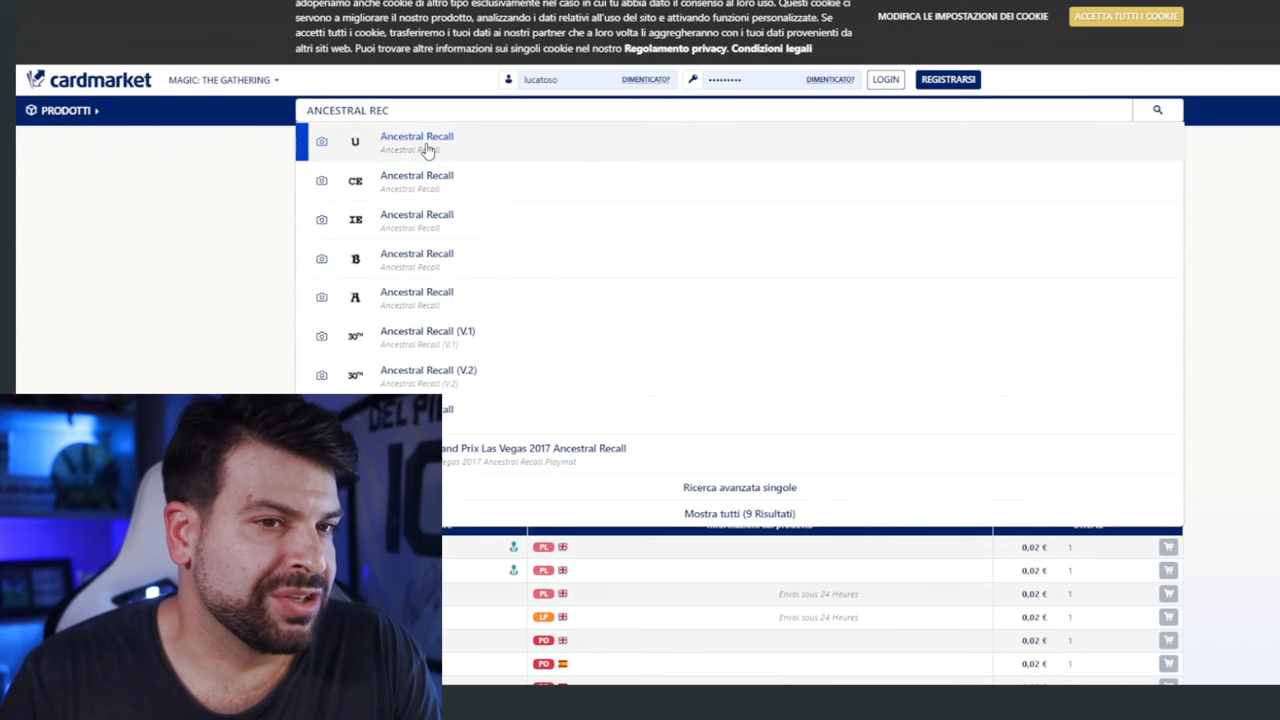 adoperiamo anche cookie di altro tipo esclusivamente nel caso in cui tu abbia dato il consenso al loro uso. Questi cookie ci
servono a migliorare il nostro prodotto, analizzando i dati relativi all'uso del sito e attivando funzioni personalizzate. Se
accetti tutti i cookie, trasferiremo i tuoi dati ai nostri partner che a loro volta li aggregheranno con i tuoi dati provenienti da
altri siti web. Puoi trovare altre informazioni sui singoli cookie nel nostro Regolamento privacy. Condizioni legali
MODIFICA LE IMPOSTAZIONI DEI COOKIE
ACCETTA TUTTI I COOKIE
cardmarket MAGIC: THE GATHERING lucatoso DIMENTICATO? ••••••••• DIMENTICATO? LOGIN REGISTRARSI
PRODOTTI ANCESTRAL REC
U Ancestral Recall
Ancestral Recall
CE Ancestral Recall
Ancestral Recall
IE Ancestral Recall
Ancestral Recall
B Ancestral Recall
Ancestral Recall
A Ancestral Recall
Ancestral Recall
30TH Ancestral Recall (V.1)
Ancestral Recall (V.1)
30TH Ancestral Recall (V.2)
Ancestral Recall (V.2)
all
and Prix Las Vegas 2017 Ancestral Recall
egas 2017 Ancestral Recall Playmat
Ricerca avanzata singole
Mostra tutti (9 Risultati)
PL 0,02 € 1
PL 0,02 € 1
PL Envoi sous 24 Heures 0,02 € 1
LP Envoi sous 24 Heures 0,02 € 1
PO 0,02 € 1
PO 0,02 € 1
DEL PI
10